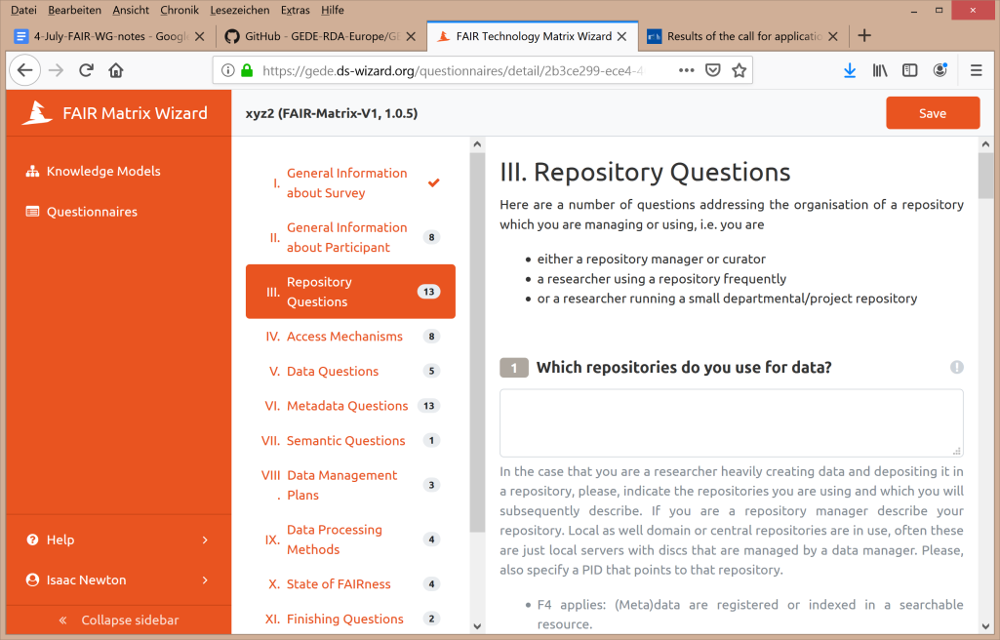 Datei Bearbeiten Ansicht Chronik Lesezeichen Extras Hilfe
4-July-FAIR-WG-notes - Google
GitHub - GEDE-RDA-Europe/GE
FAIR Technology Matrix Wizard
Results of the call for applicatio
https://gede.ds-wizard.org/questionnaires/detail/2b3ce299-ece4-4
FAIR Matrix Wizard
xyz2 (FAIR-Matrix-V1, 1.0.5)
Save
Knowledge Models
Questionnaires
Help
Isaac Newton
« Collapse sidebar
I. General Information
about Survey
II. General Information
about Participant
8
III. Repository
Questions
13
IV. Access Mechanisms 8
V. Data Questions 5
VI. Metadata Questions 13
VII. Semantic Questions 1
VIII
. Data Management
Plans
3
IX. Data Processing
Methods
4
X. State of FAIRness 4
XI. Finishing Questions 2
III. Repository Questions
Here are a number of questions addressing the organisation of a repository
which you are managing or using, i.e. you are
• either a repository manager or curator
• a researcher using a repository frequently
• or a researcher running a small departmental/project repository
1 Which repositories do you use for data?
In the case that you are a researcher heavily creating data and depositing it in
a repository, please, indicate the repositories you are using and which you will
subsequently describe. If you are a repository manager describe your
repository. Local as well domain or central repositories are in use, often these
are just local servers with discs that are managed by a data manager. Please,
also specify a PID that points to that repository.
• F4 applies: (Meta)data are registered or indexed in a searchable
resource.